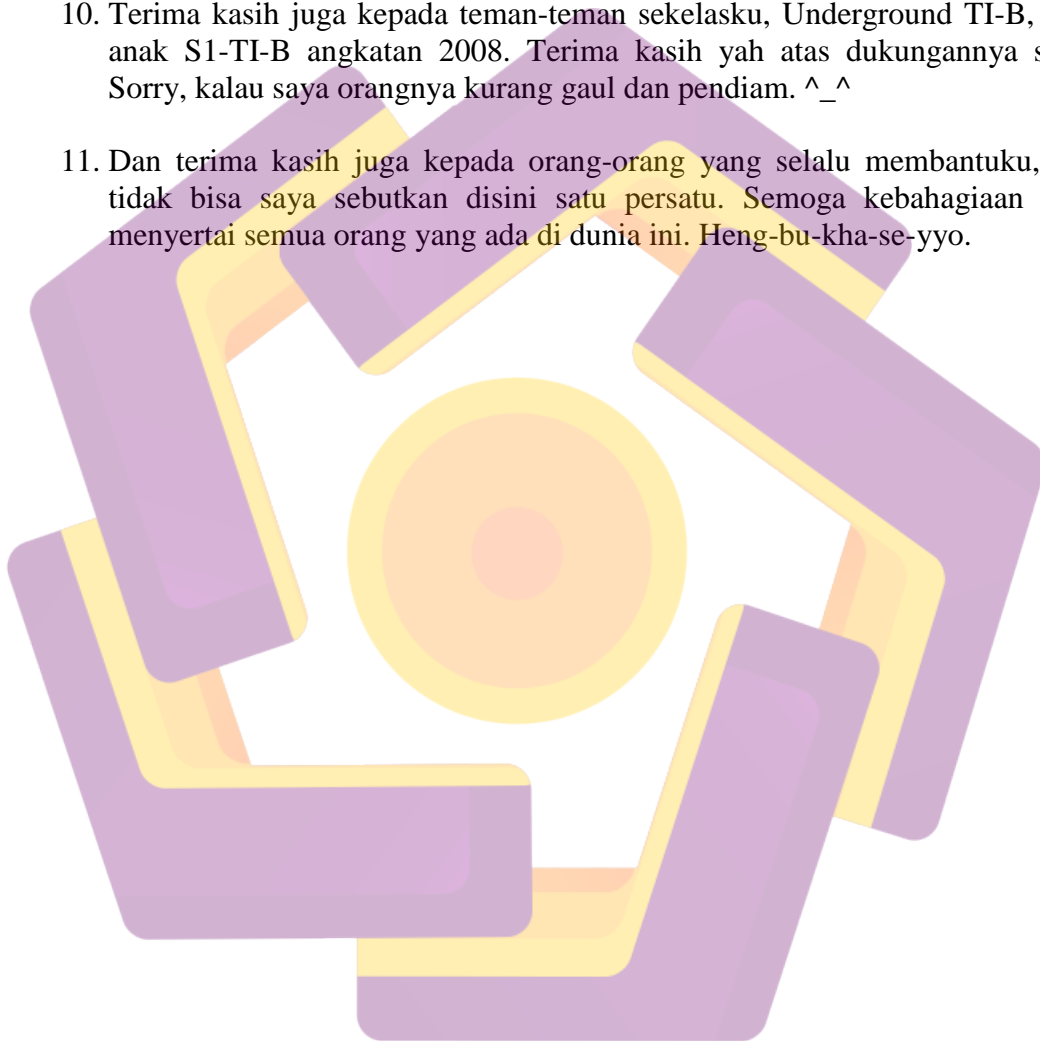 10. Terima kasih juga kepada teman-teman sekelasku, Underground TI-B,
anak S1-TI-B angkatan 2008. Terima kasih yah atas dukungannya
Sorry, kalau saya orangnya kurang gaul dan pendiam. ^_^
11. Dan terima kasih juga kepada orang-orang yang selalu membantuku,
tidak bisa saya sebutkan disini satu persatu. Semoga kebahagiaan
menyertai semua orang yang ada di dunia ini. Heng-bu-kha-se-yyo.